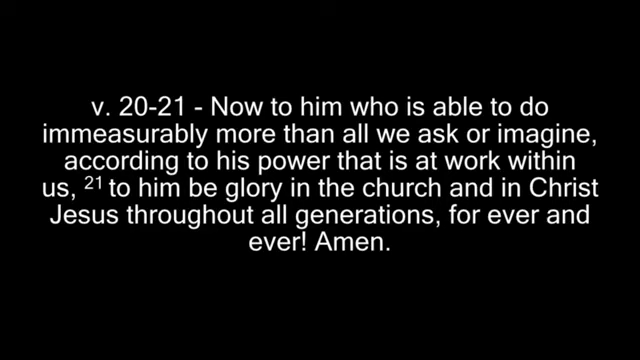 v. 20-21 - Now to him who is able to do
immeasurably more than all we ask or imagine,
according to his power that is at work within
us, 21 to him be glory in the church and in Christ
Jesus throughout all generations, for ever and
ever! Amen.